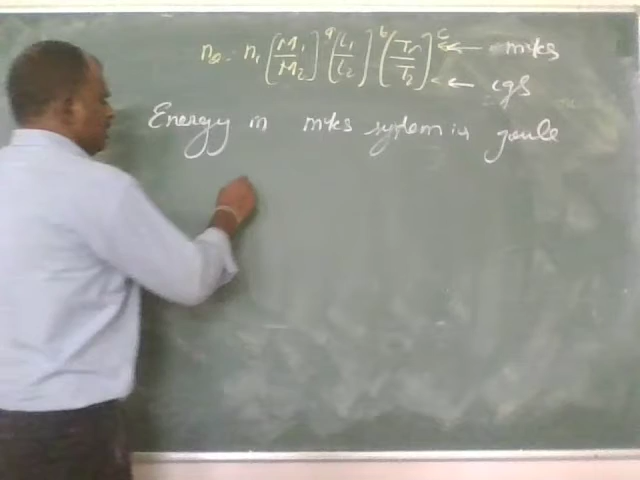 n₂ = n₁ [M₁/M₂]ᵃ [L₁/L₂]ᵇ [T₁/T₂]ᶜ ← mks
← cgs
Energy in mks system is joule